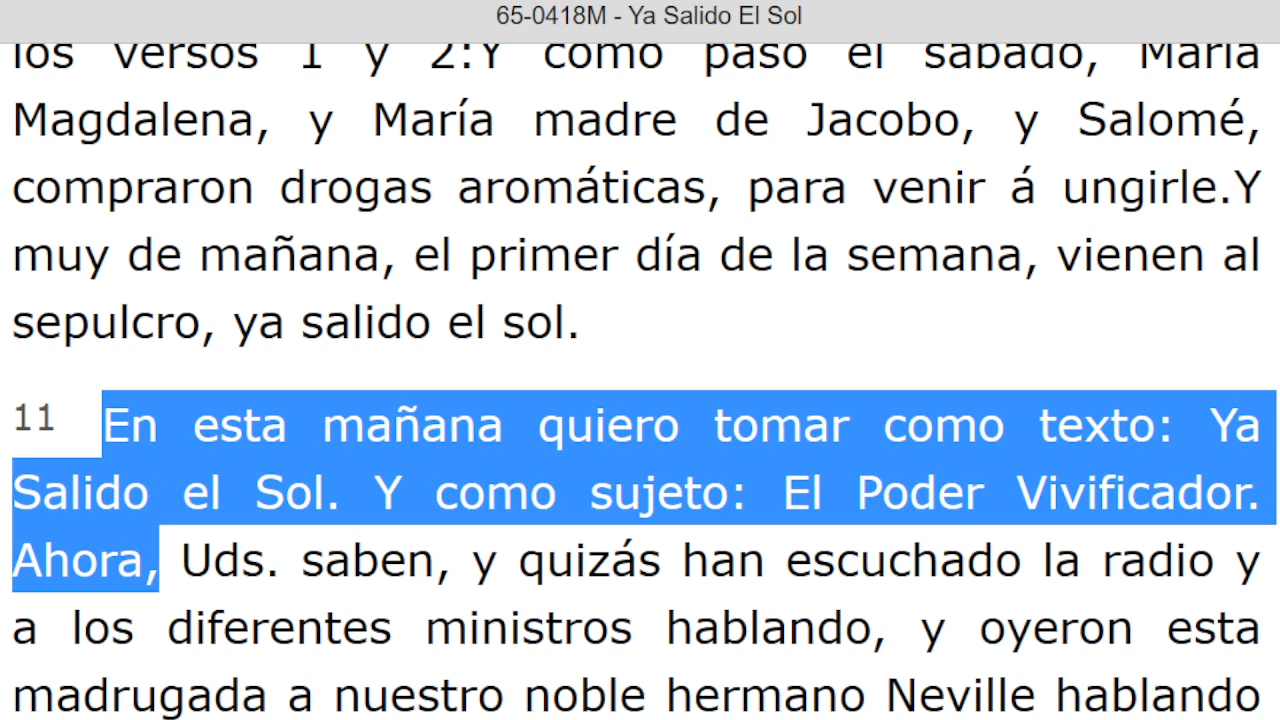 65-0418M - Ya Salido El Sol
los versos 1 y 2:Y como pasó el sábado, María
Magdalena, y María madre de Jacobo, y Salomé,
compraron drogas aromáticas, para venir á ungirle.Y
muy de mañana, el primer día de la semana, vienen al
sepulcro, ya salido el sol.
11 En esta mañana quiero tomar como texto: Ya
Salido el Sol. Y como sujeto: El Poder Vivificador.
Ahora, Uds. saben, y quizás han escuchado la radio y
a los diferentes ministros hablando, y oyeron esta
madrugada a nuestro noble hermano Neville hablando